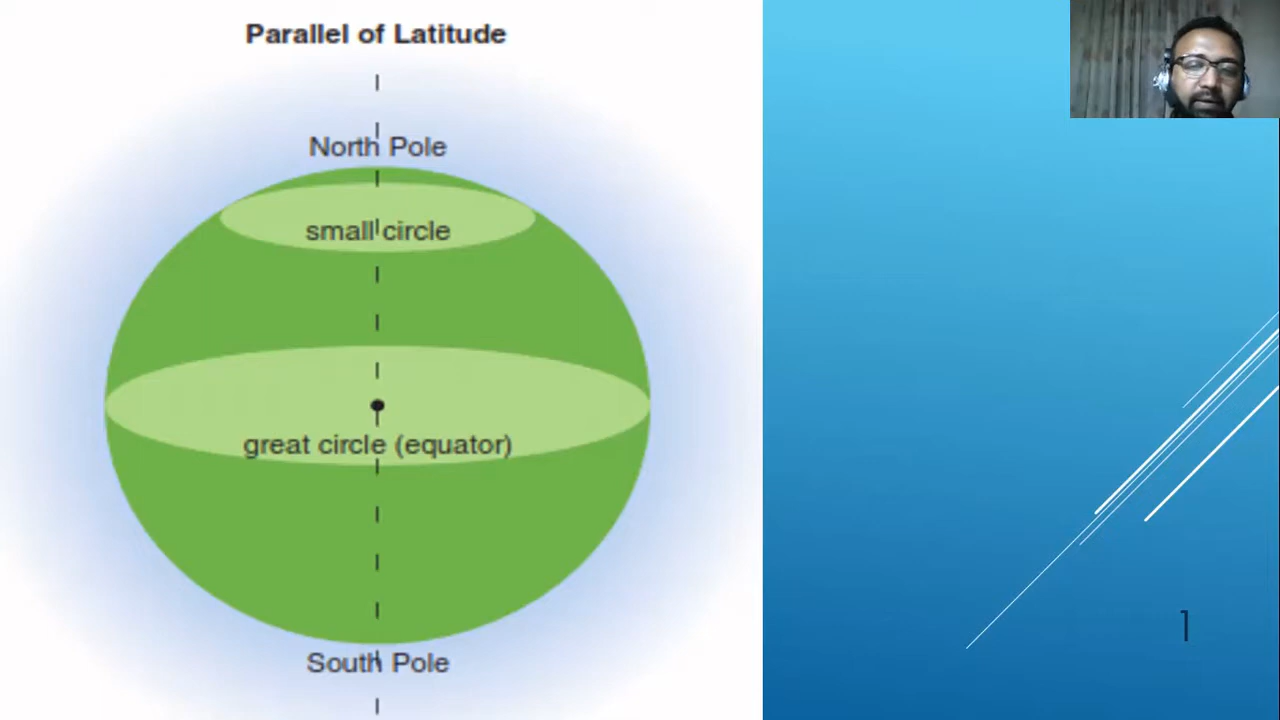 Parallel of Latitude
North Pole
small circle
great circle (equator)
South Pole
1